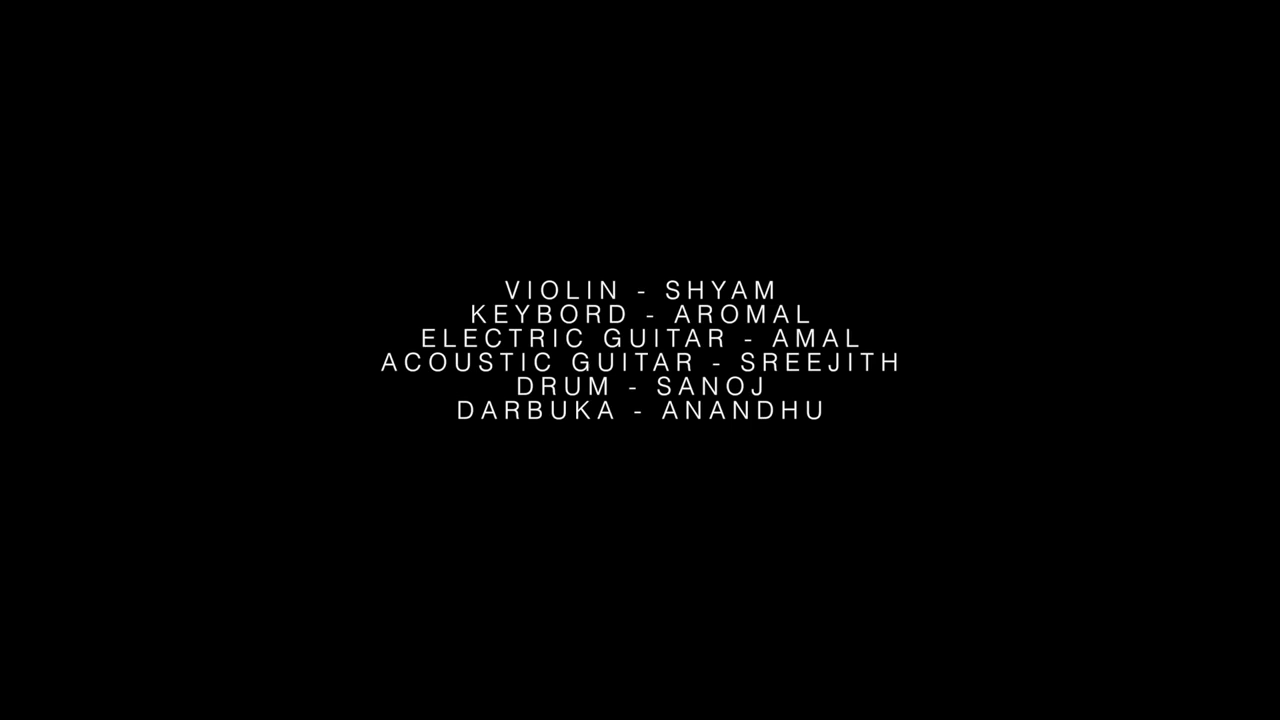 VIOLIN - SHYAM
KEYBORD - AROMAL
ELECTRIC GUITAR - AMAL
ACOUSTIC GUITAR - SREEJITH
DRUM - SANOJ
DARBUKA - ANANDHU